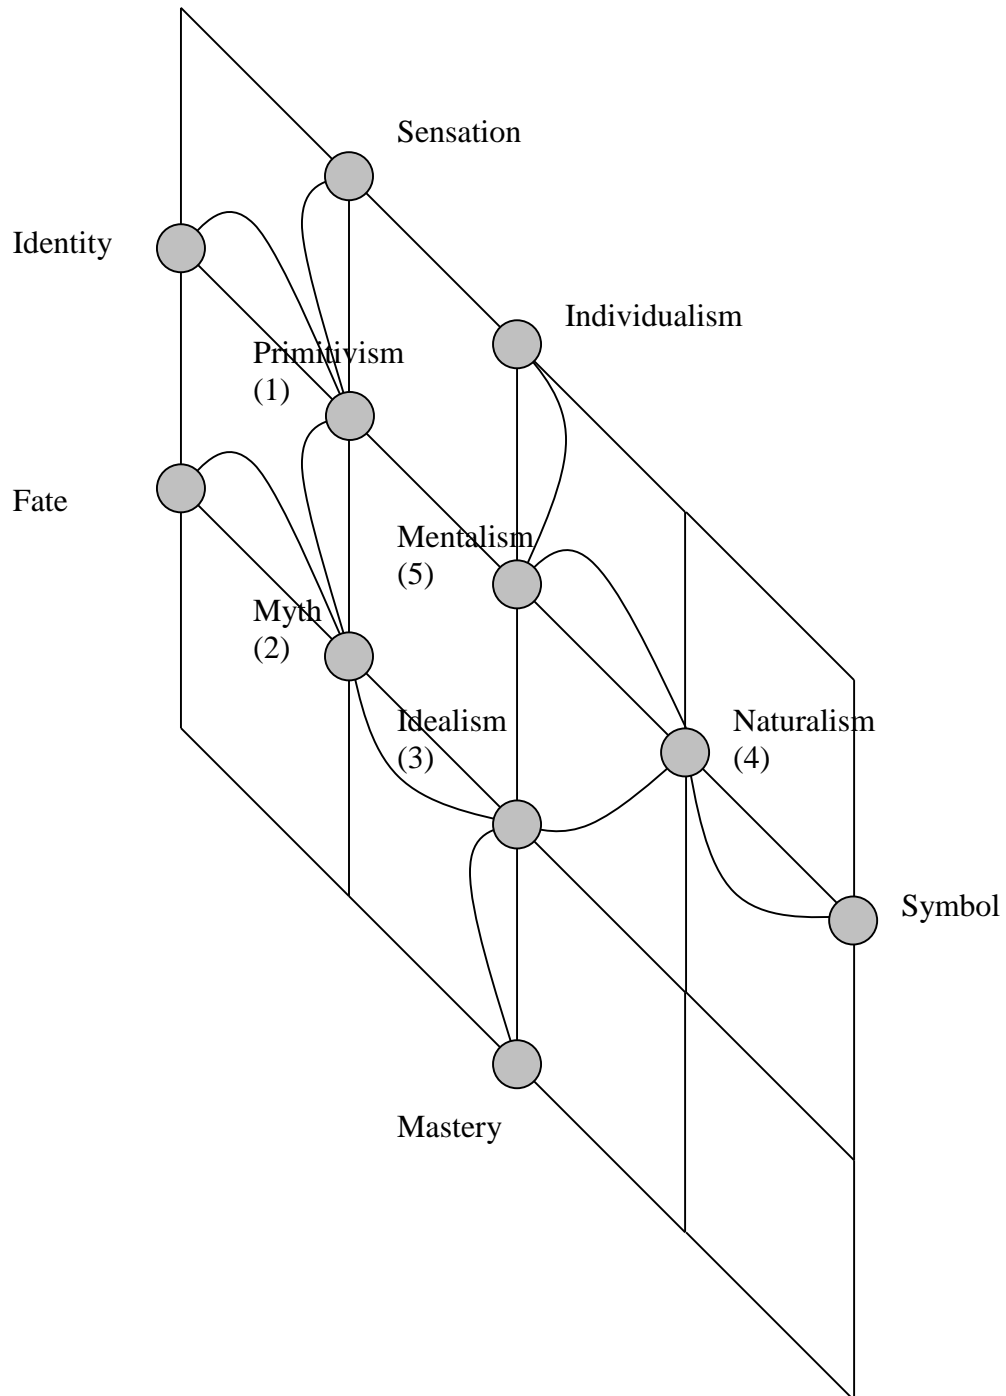 Sensation
Identity
Individualism
Primitivism
(1)
Fate
Mentalism
(5)
Myth
(2)
Idealism
(3)
Naturalism
(4)
Symbol
Mastery